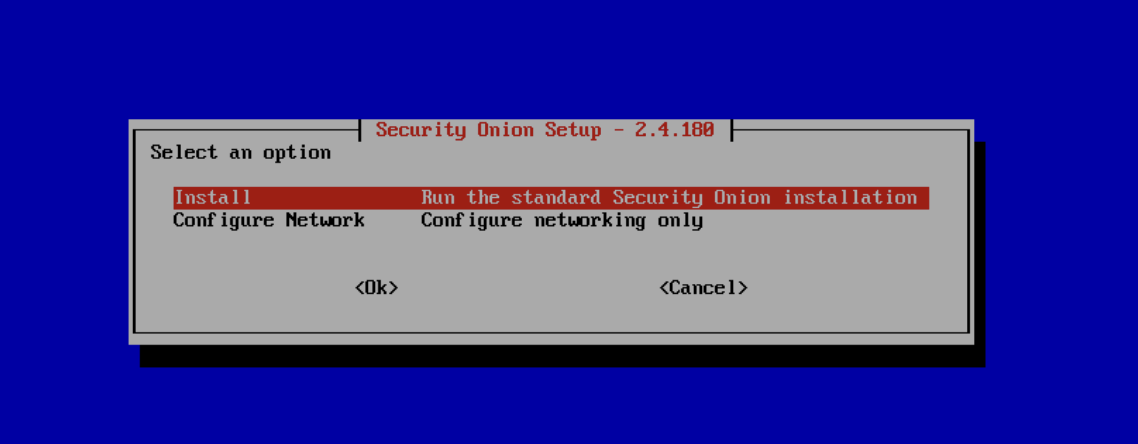 Security Onion Setup - 2.4.180
Select an option
Install Run the standard Security Onion installation
Configure Network Configure networking only
<Ok> <Cancel>